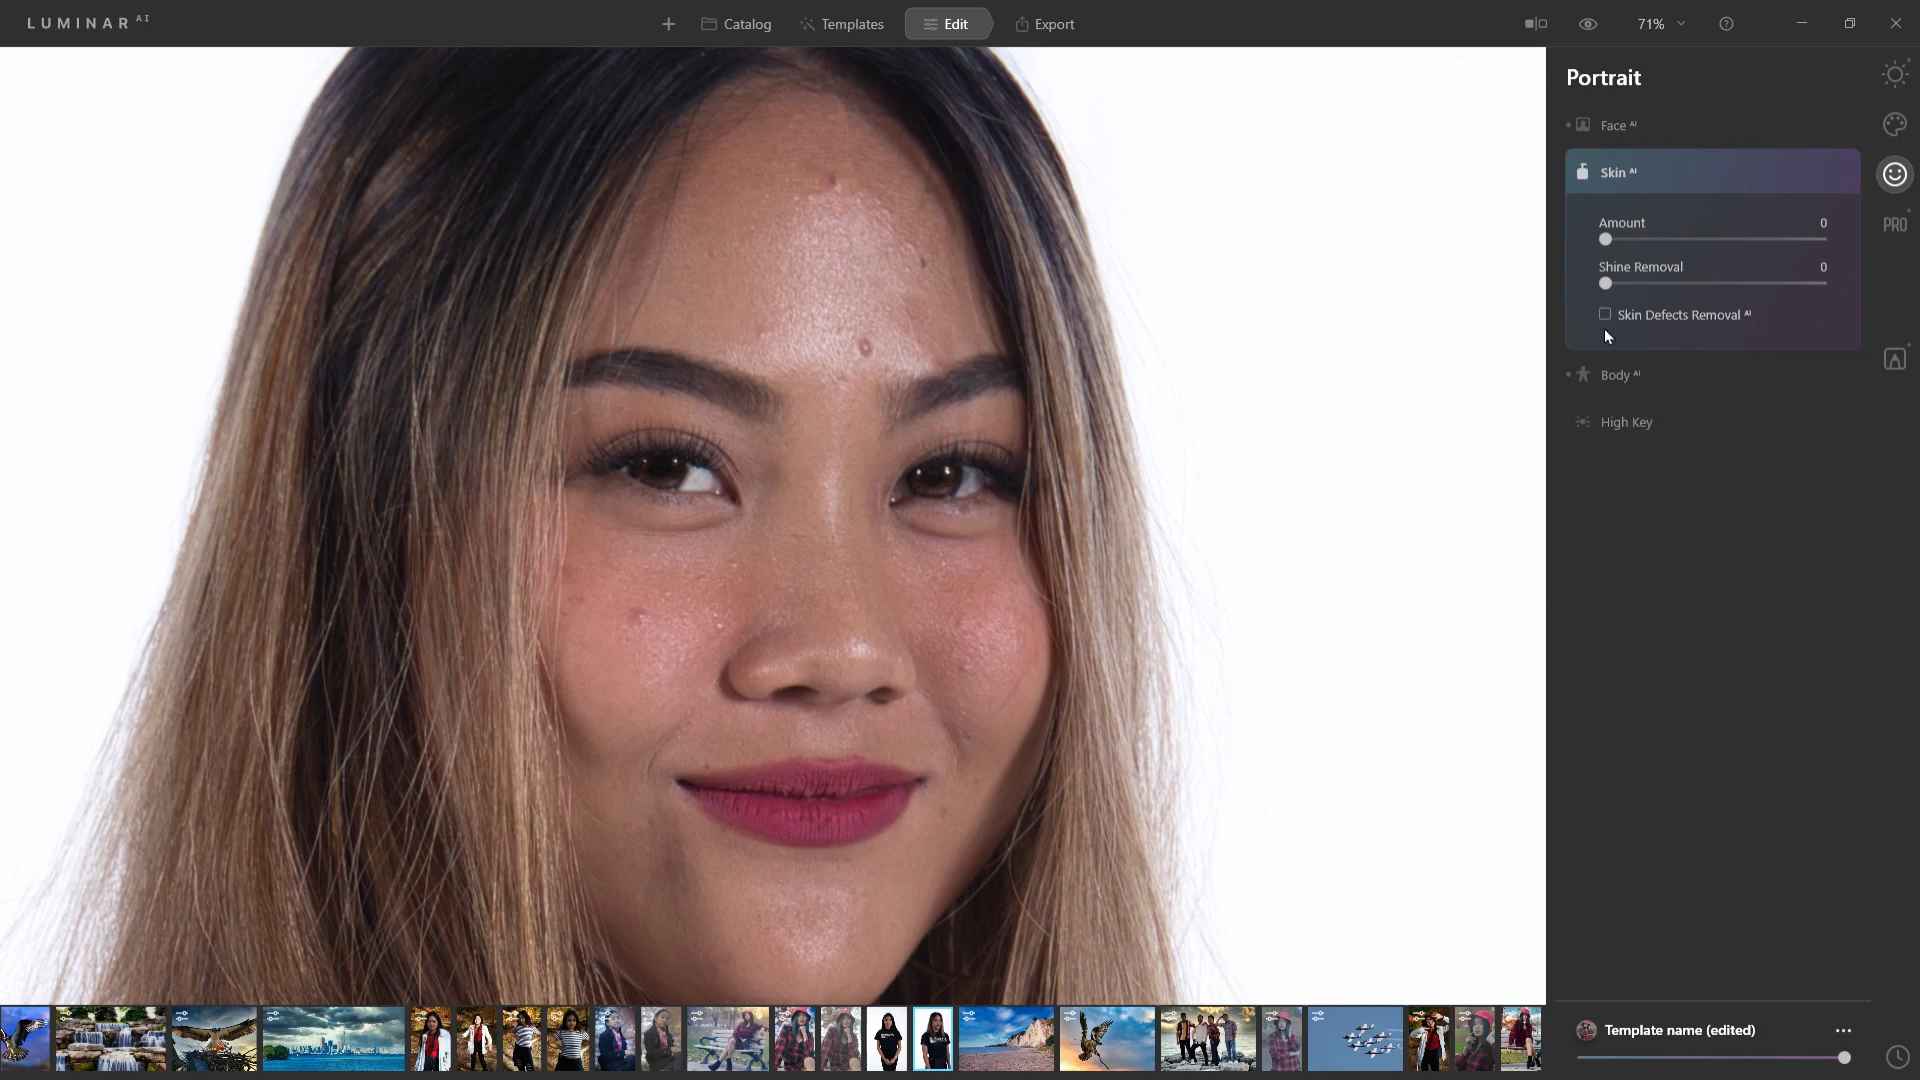 LUMINAR AI
Catalog
Templates
Edit
Export
71%
Portrait
Face AI
Skin AI
Amount 0
Shine Removal 0
Skin Defects Removal AI
Body AI
High Key
PRO
Template name (edited)